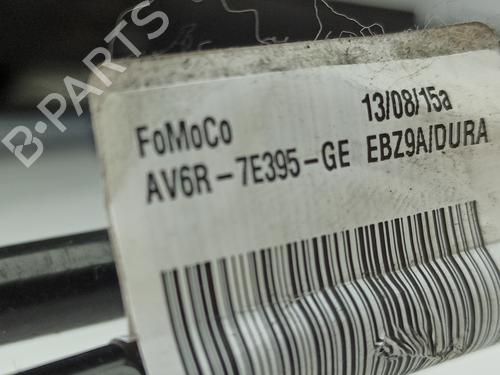 B-PARTS
FoMoCo 13/08/15a
AV6R-7E395-GE EBZ9A/DURA